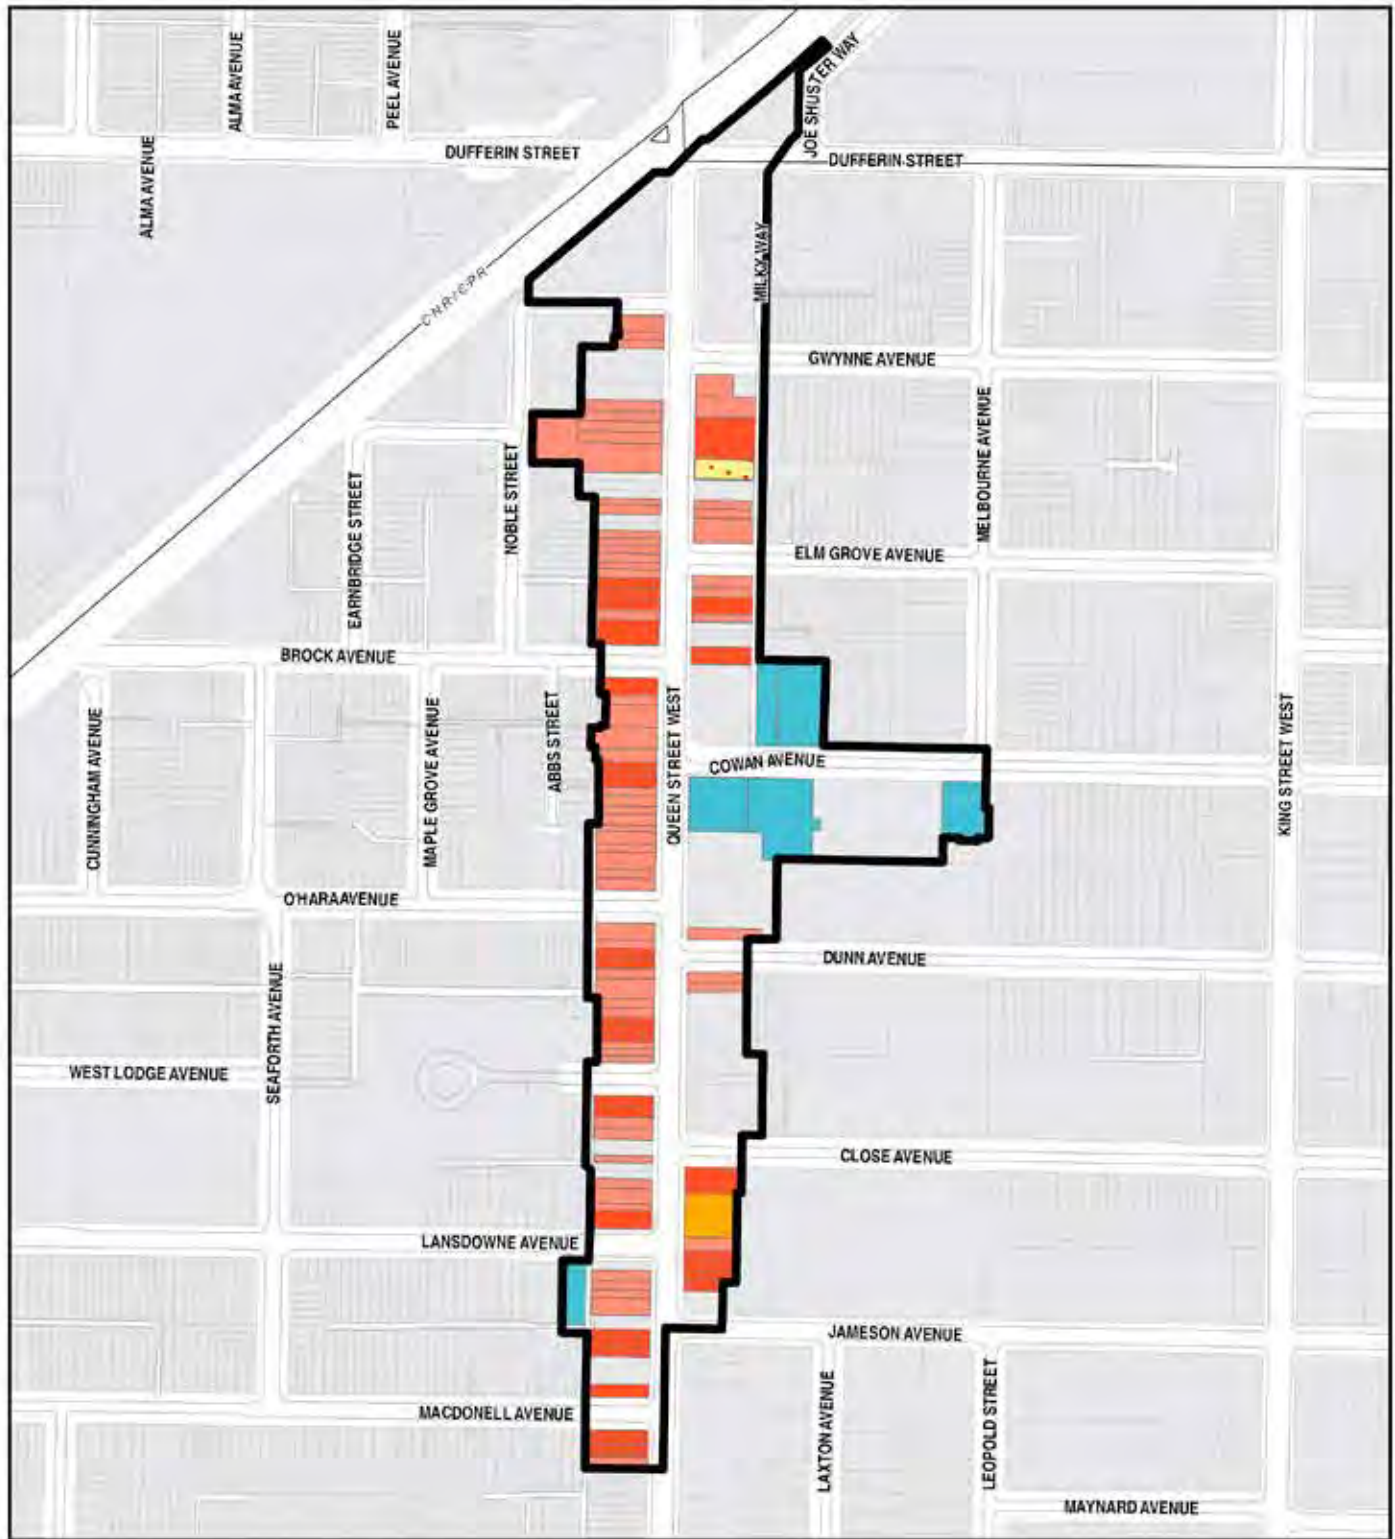 ALMA AVENUE
PEEL AVENUE
JOE SHUSTER WAY
DUFFERIN STREET
DUFFERIN STREET
ALMA AVENUE
MILKY WAY
CNR/CPR
GWYNNE AVENUE
MELBOURNE AVENUE
NOBLE STREET
EARNBRIDGE STREET
ELM GROVE AVENUE
BROCK AVENUE
QUEEN STREET WEST
ABBS STREET
MAPLE GROVE AVENUE
CUNNINGHAM AVENUE
COWAN AVENUE
KING STREET WEST
O'HARA AVENUE
DUNN AVENUE
SEAFORTH AVENUE
WEST LODGE AVENUE
CLOSE AVENUE
LANSDOWNE AVENUE
JAMESON AVENUE
LAXTON AVENUE
LEOPOLD STREET
MACDONELL AVENUE
MAYNARD AVENUE